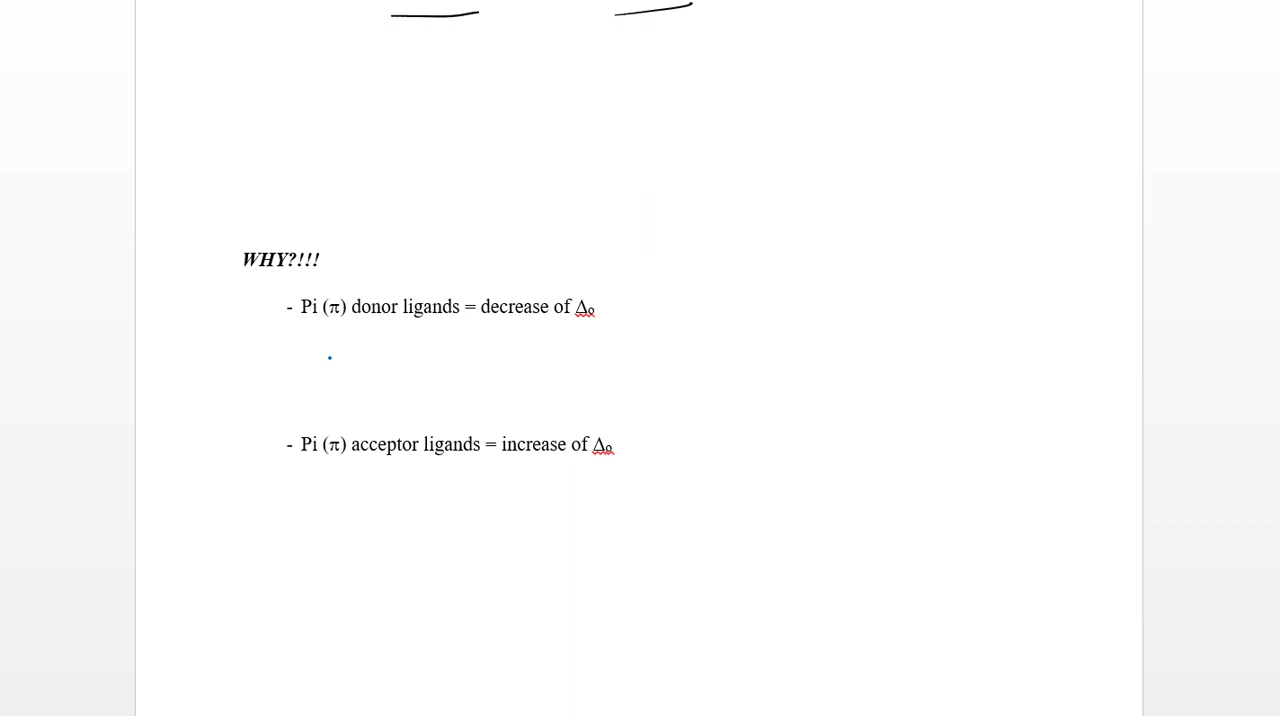 WHY?!!!
- Pi (π) donor ligands = decrease of Δo
- Pi (π) acceptor ligands = increase of Δo